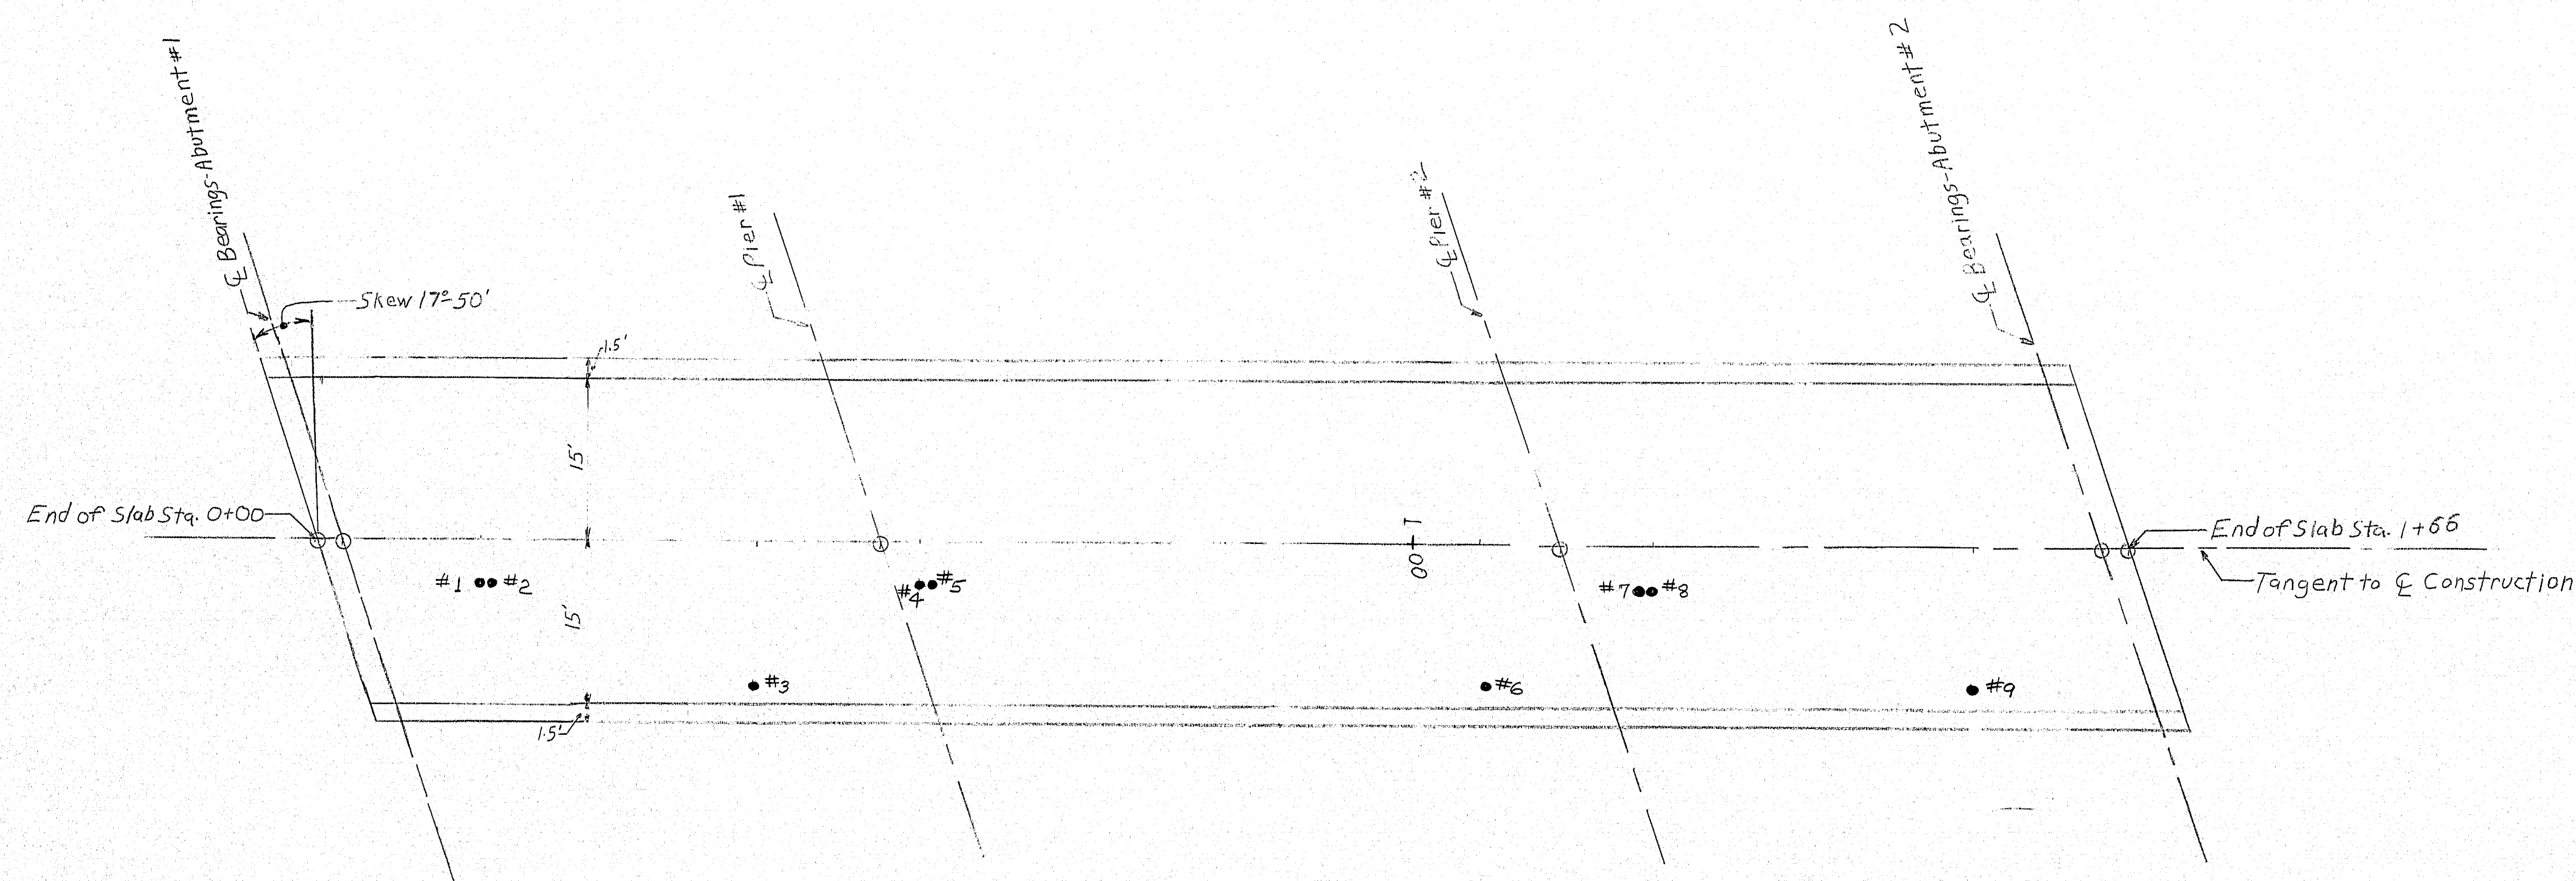 ℄ Bearings-Abutment #1
℄ Pier #1
℄ Pier #2
℄ Bearings-Abutment #2
Skew 17°-50'
1.5'
15'
End of Slab Sta. 0+00
1+00
End of Slab Sta. 1+66
Tangent to ℄ Construction
#1 #2
#4 #5
#7 #8
15'
#3
#6
#9
1.5'